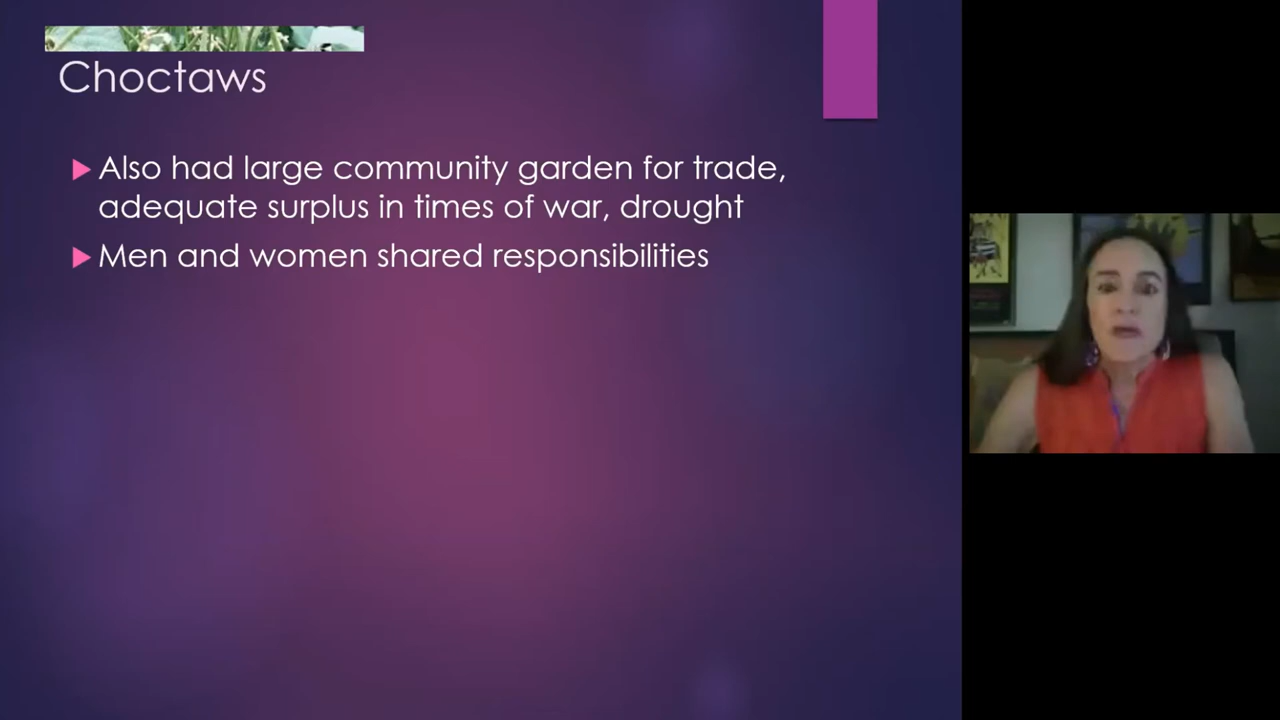 Choctaws
Also had large community garden for trade,
adequate surplus in times of war, drought
Men and women shared responsibilities